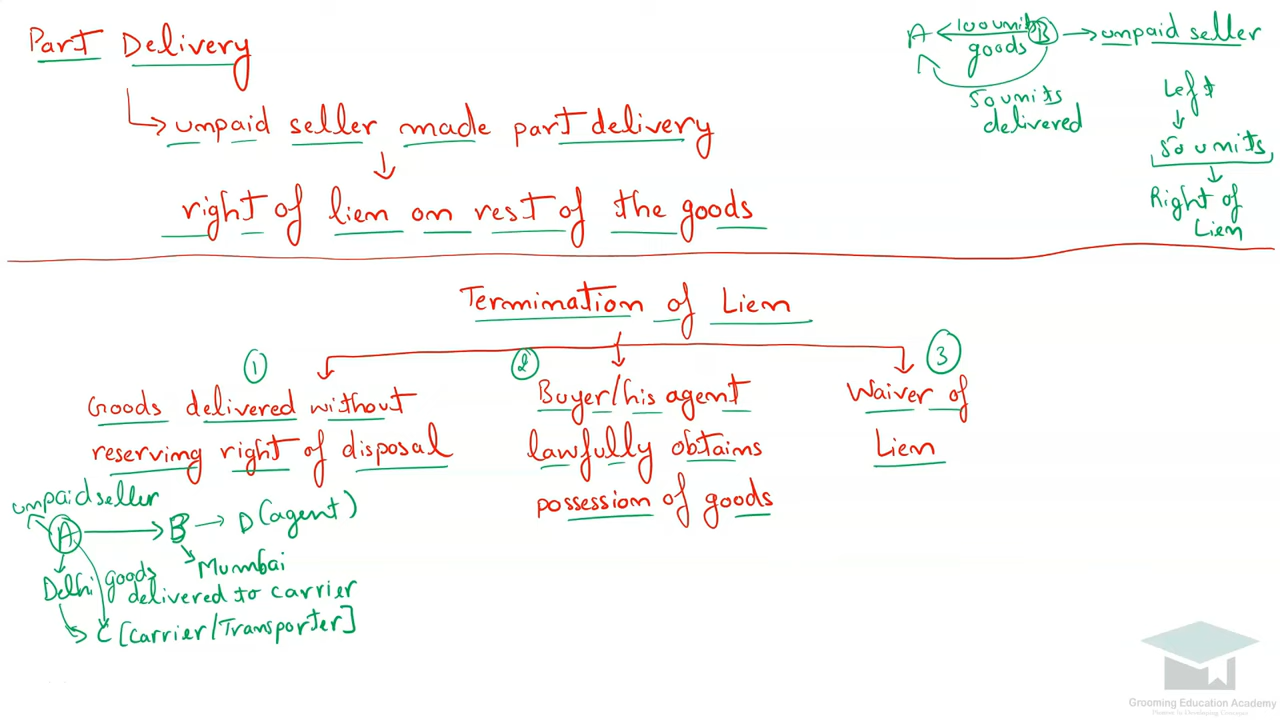 Part Delivery
unpaid seller made part delivery
right of lien on rest of the goods
A 100 units B → unpaid seller
goods
50 units
delivered
Left
50 units
Right of
Lien
Termination of Lien
1
Goods delivered without
reserving right of disposal
2
Buyer/his agent
lawfully obtains
possession of goods
3
Waiver of
Lien
unpaid seller
A → B → D (agent)
Mumbai
Delhi
goods
delivered to carrier
C [Carrier/Transporter]
Grooming Education Academy